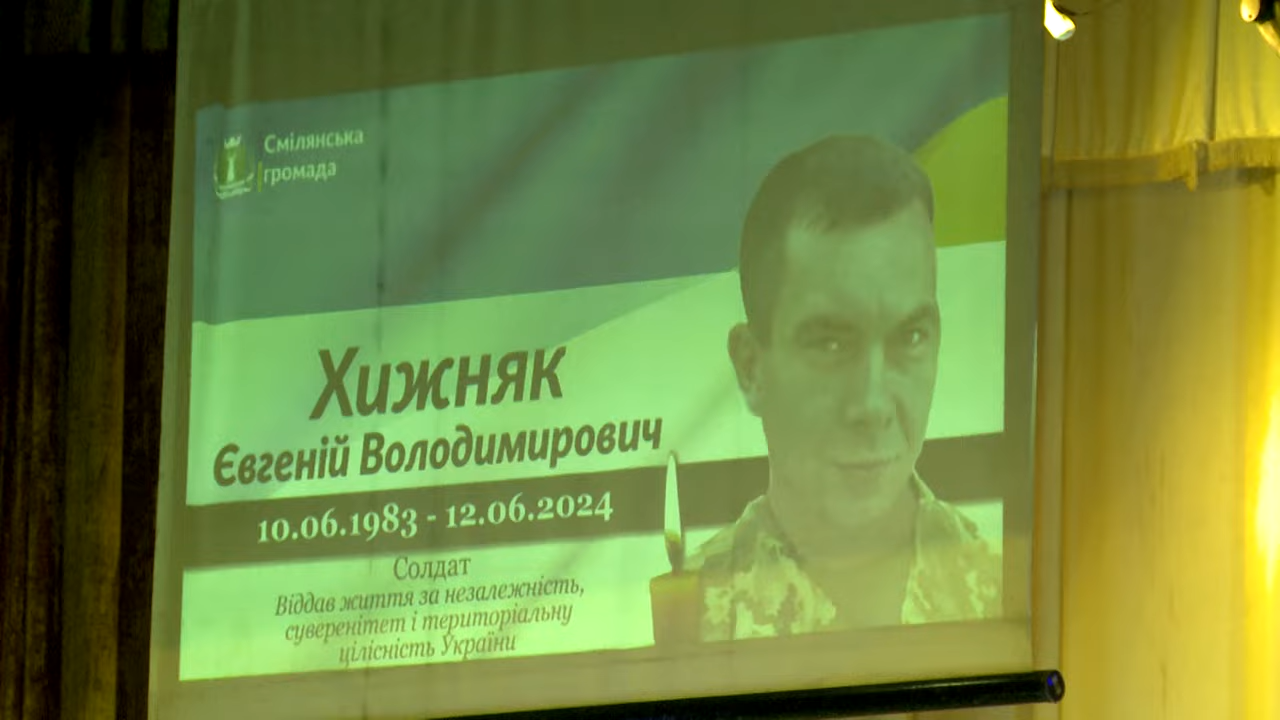 Смілянська
громада
Хижняк
Євгеній Володимирович
10.06.1983 - 12.06.2024
Солдат
Віддав життя за незалежність,
суверенітет і територіальну
цілісність України